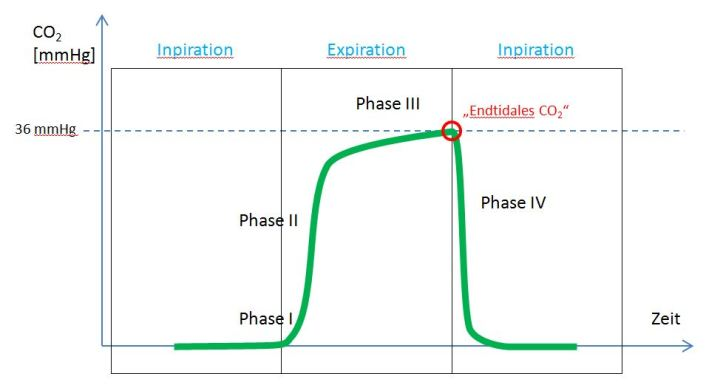 CO₂
[mmHg]
Inpiration
Expiration
Inpiration
Phase III
„Endtidales CO₂“
36 mmHg
Phase IV
Phase II
Phase I
Zeit